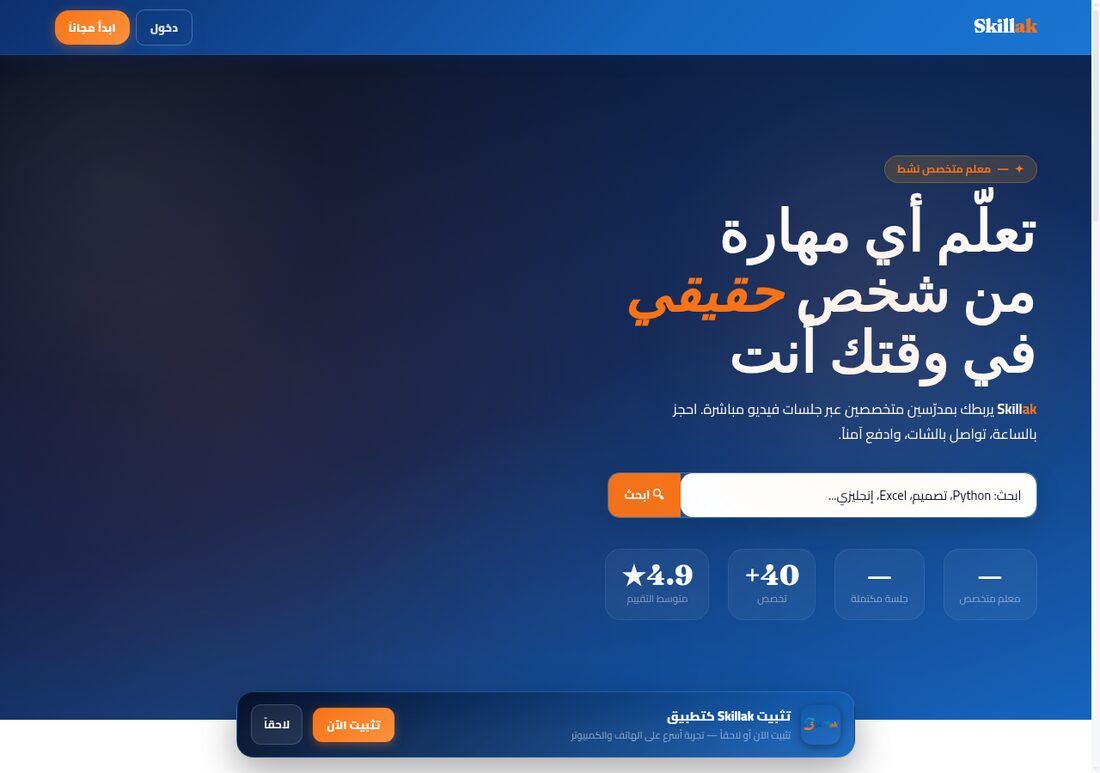 Skillak
دخول
ابدأ مجاناً
✦ — معلم متخصص نشط
تعلّم أي مهارة
من شخص حقيقي
في وقتك أنت
Skillak يربطك بمدرّسين متخصصين عبر جلسات فيديو مباشرة. احجز
بالساعة، تواصل بالشات، وادفع آمناً.
ابحث: Python، تصميم، Excel، إنجليزي...
🔍 ابحث
—
معلم متخصص
—
جلسة مكتملة
+40
تخصص
4.9★
متوسط التقييم
تثبيت Skillak كتطبيق
تثبيت الآن أو لاحقاً — تجربة أسرع على الهاتف والكمبيوتر
تثبيت الآن
لاحقاً